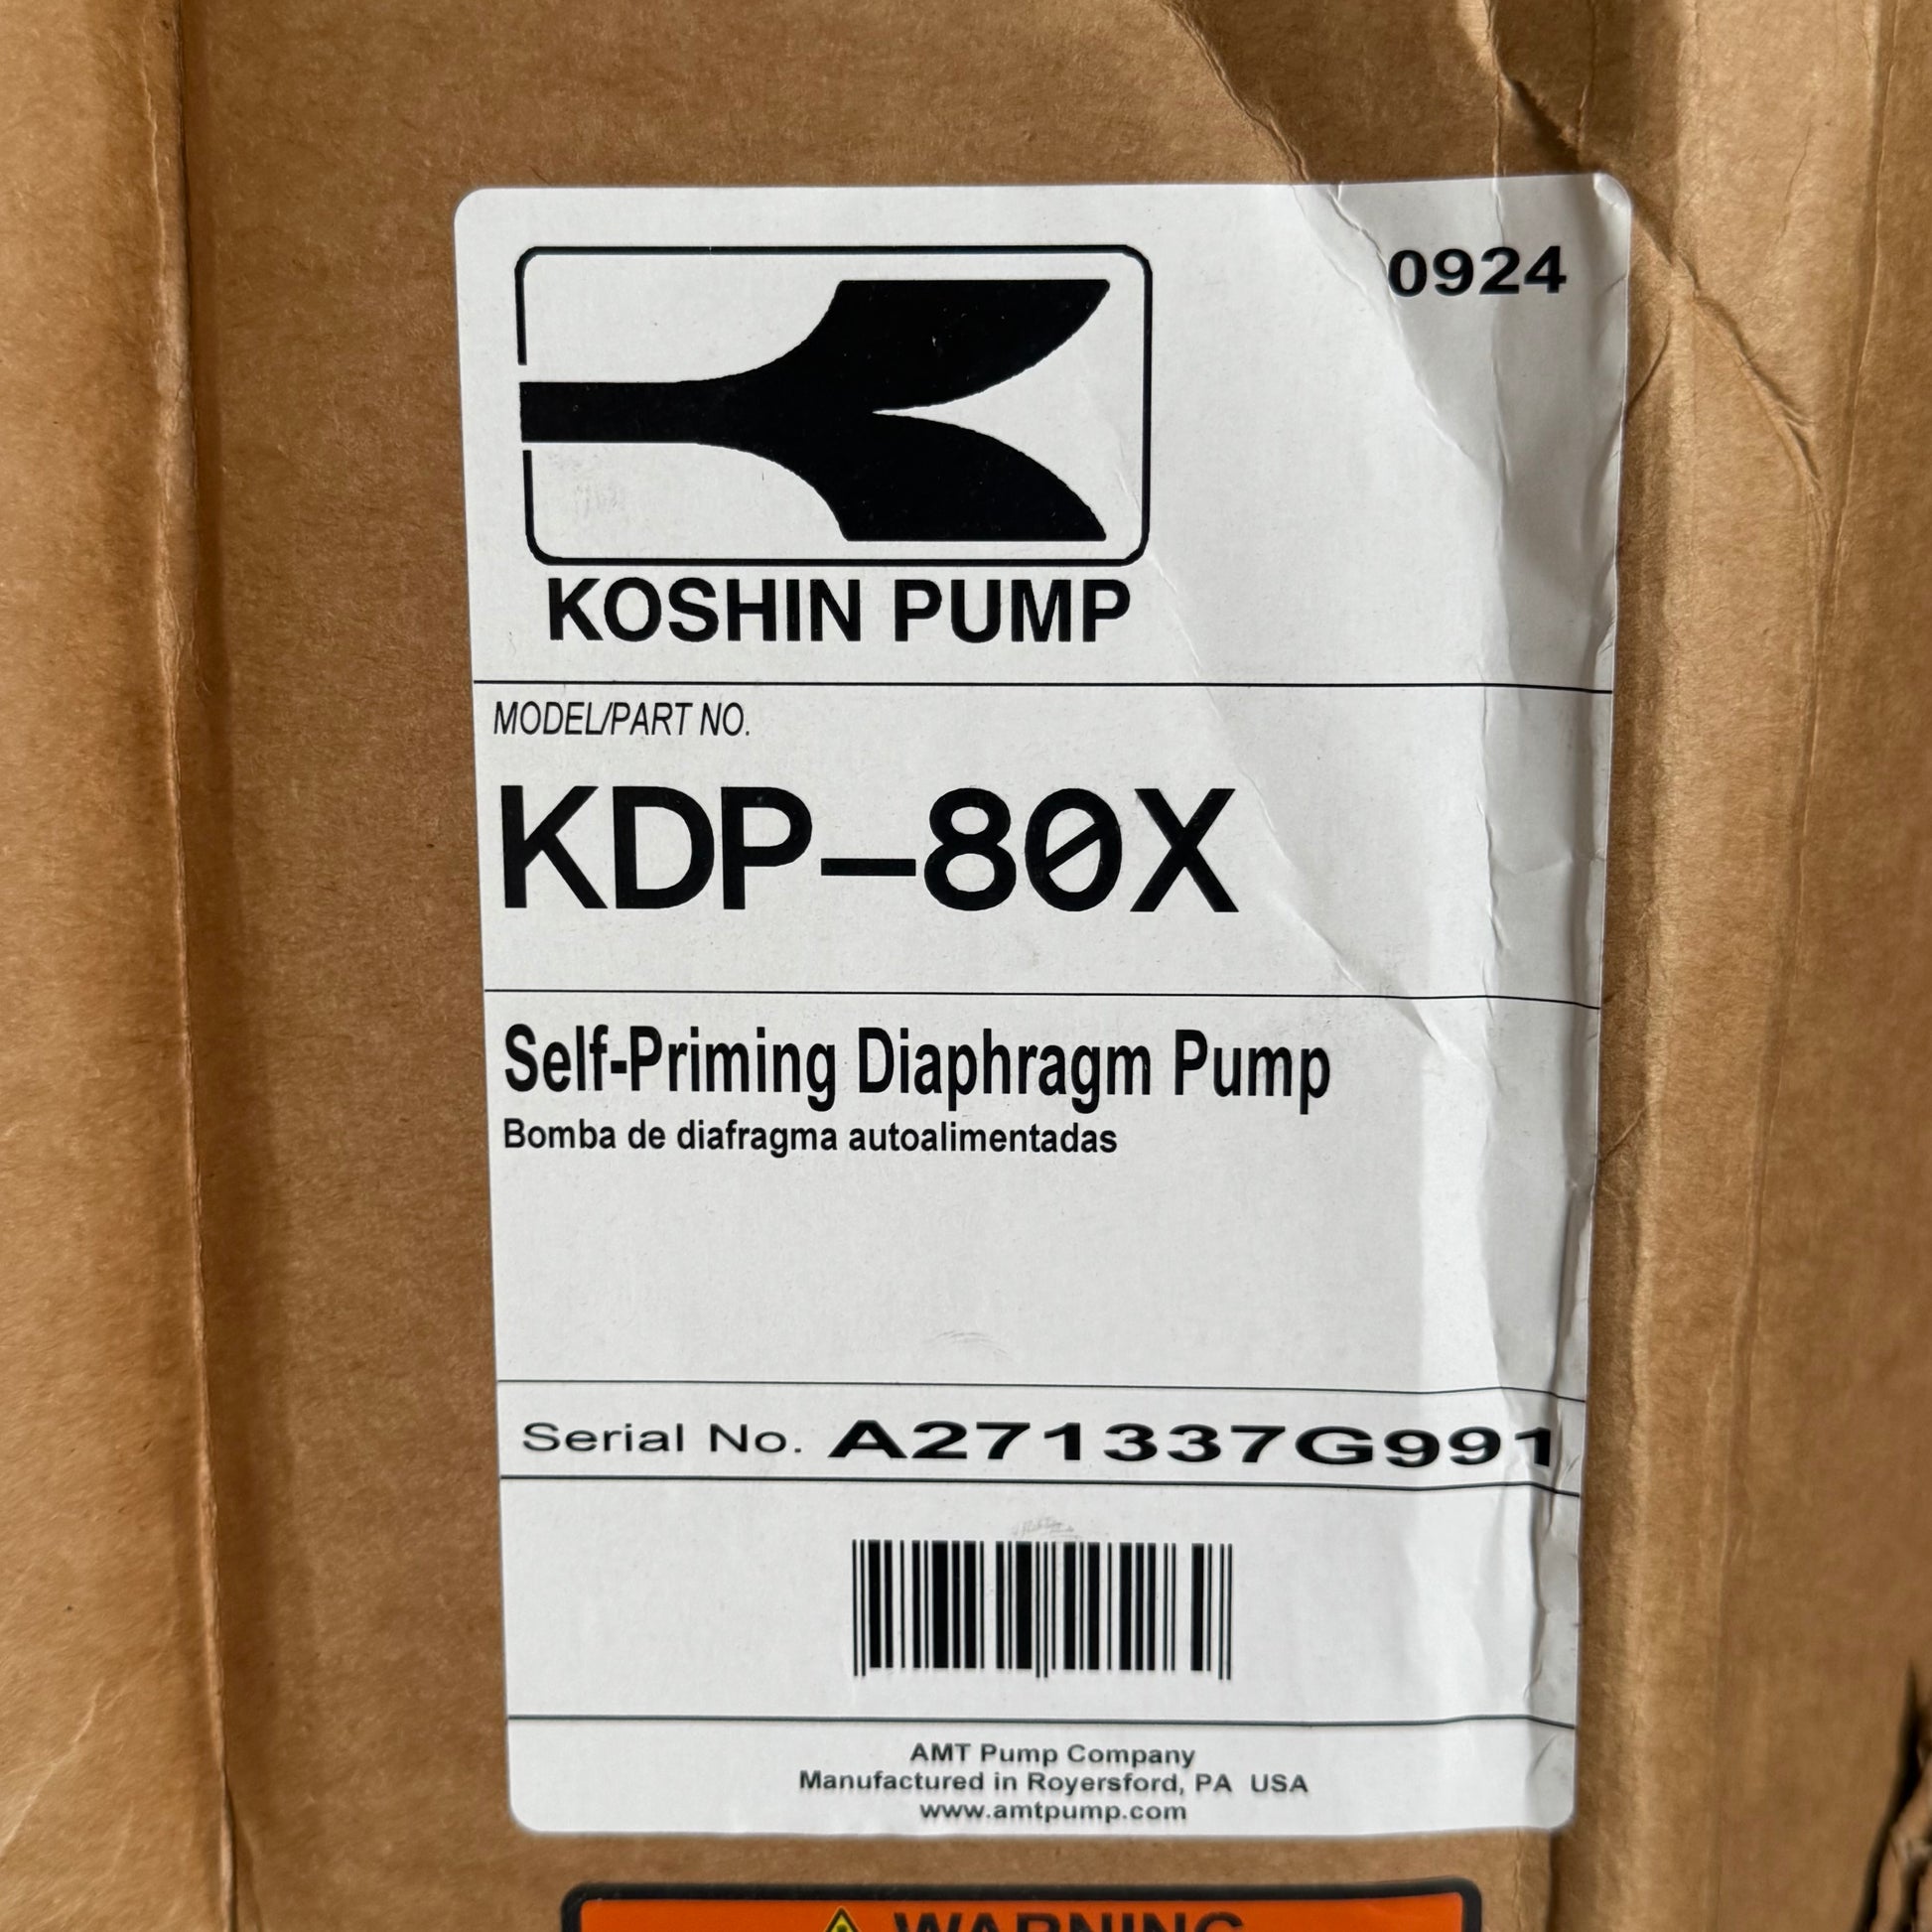 0924
KOSHIN PUMP
MODEL/PART NO.
KDP-80X
Self-Priming Diaphragm Pump
Bomba de diafragma autoalimentadas
Serial No. A271337G991
AMT Pump Company
Manufactured in Royersford, PA USA
www.amtpump.com
WARNING